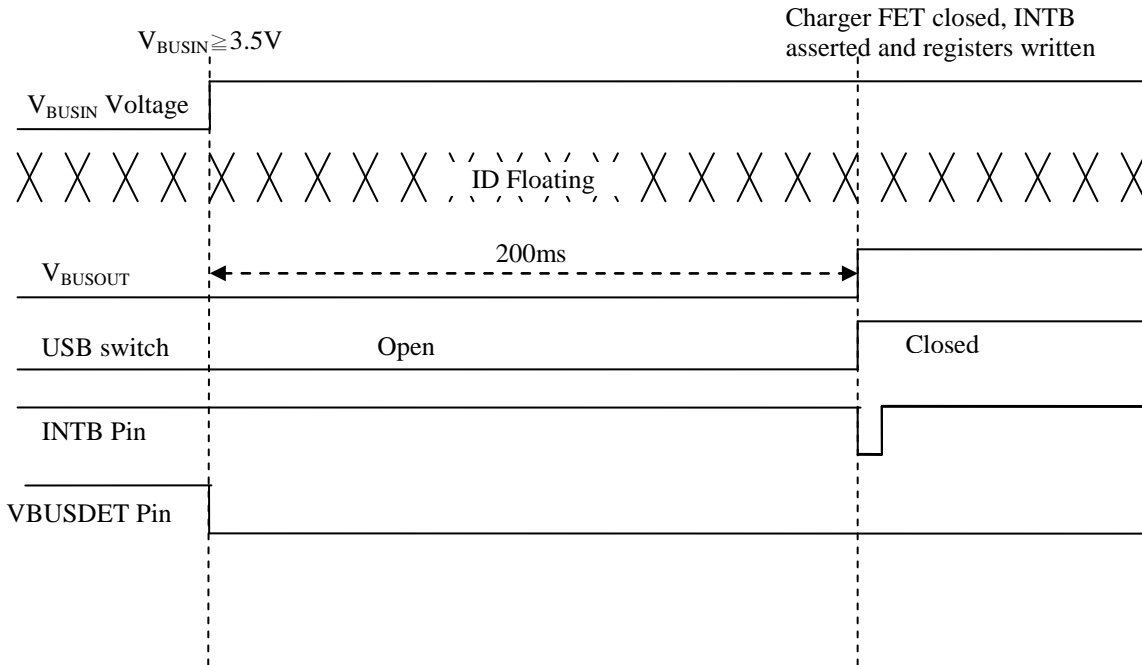 Charger FET closed, INTB
asserted and registers written
VBUSIN≧3.5V
VBUSIN Voltage
ID Floating
200ms
VBUSOUT
USB switch
Open
Closed
INTB Pin
VBUSDET Pin